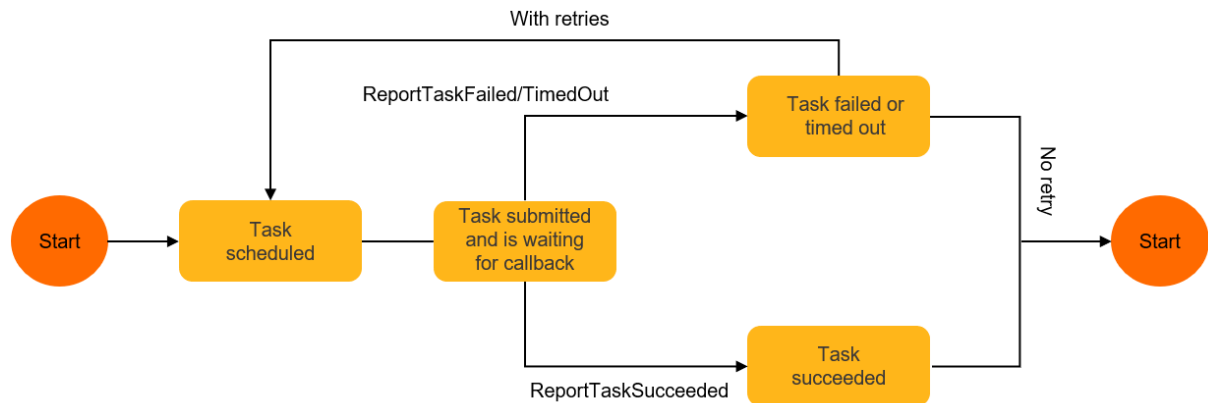 With retries
ReportTaskFailed/TimedOut
Task failed or
timed out
No retry
Start
Task
scheduled
Task submitted
and is waiting
for callback
Start
ReportTaskSucceeded
Task
succeeded